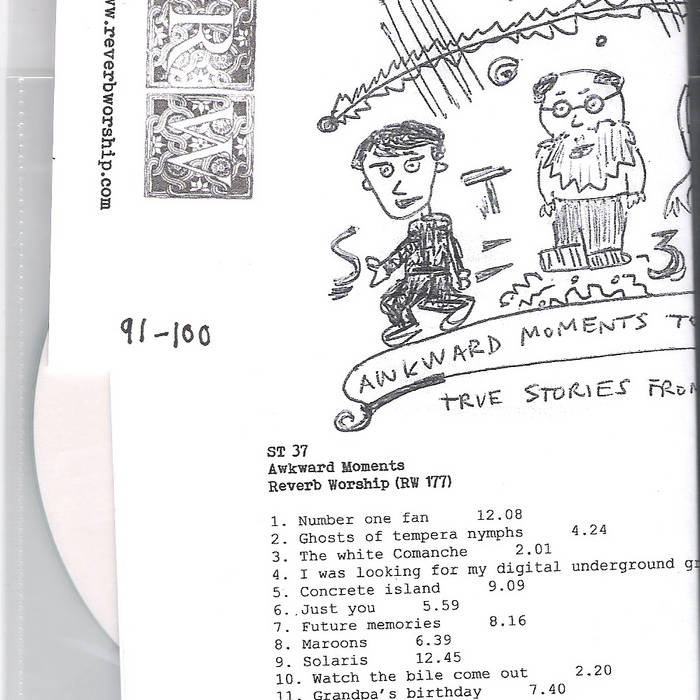 www.reverbworship.com
R
W
S T 3
91-100
AWKWARD MOMENTS
TRUE STORIES
ST 37
Awkward Moments
Reverb Worship (RW 177)
1. Number one fan 12.08
2. Ghosts of tempera nymphs 4.24
3. The white Comanche 2.01
4. I was looking for my digital underground
5. Concrete island 9.09
6. Just you 5.59
7. Future memories 8.16
8. Maroons 6.39
9. Solaris 12.45
10. Watch the bile come out 2.20
11. Grandpa's birthday 7.40